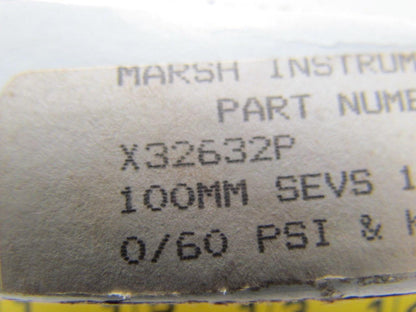 MARSH INSTRUM
PART NUMB
X32632P
100MM SEVS 1
0/60 PSI & K